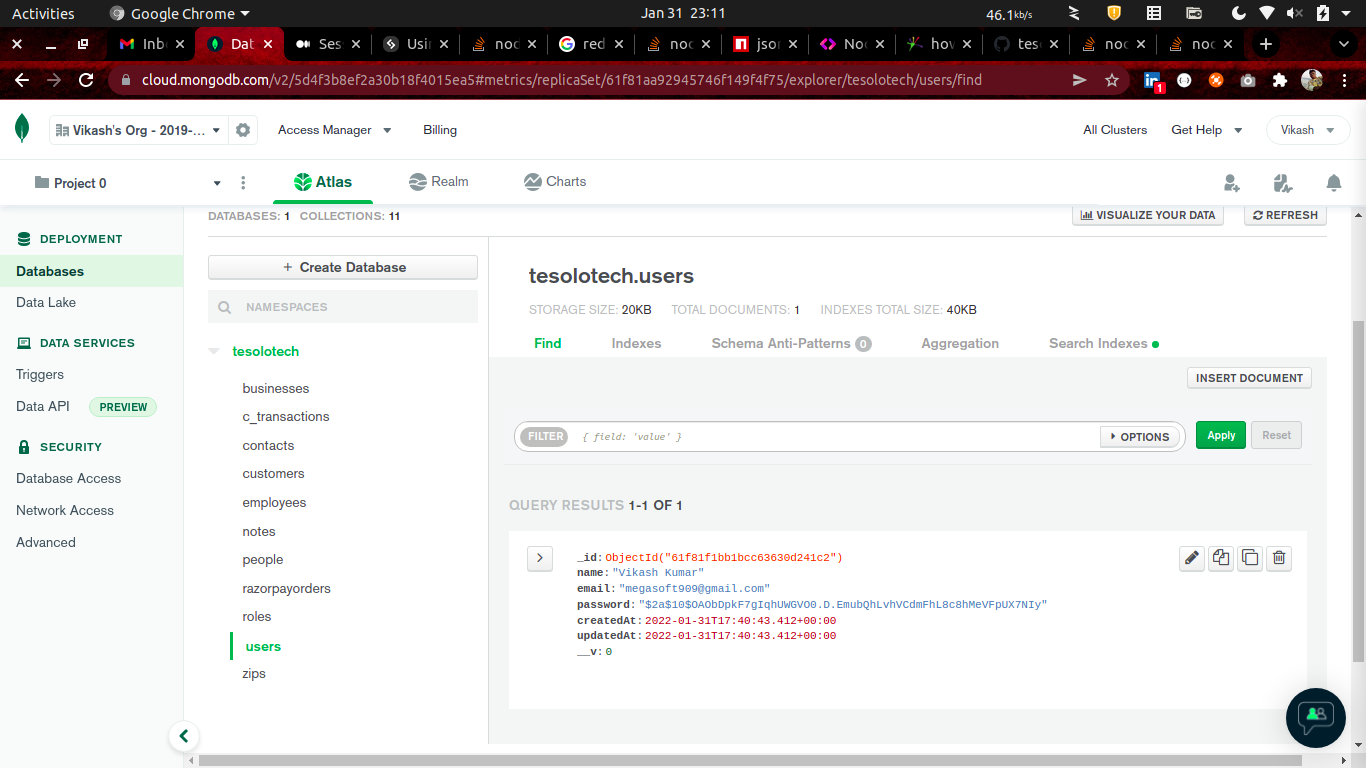 Activities Google Chrome Jan 31 23:11 46.1kb/s
Inb Dat Ses Usin nod red noc json Noc how teso noc noc
cloud.mongodb.com/v2/5d4f3b8ef2a30b18f4015ea5#metrics/replicaSet/61f81aa92945746f149f4f75/explorer/tesolotech/users/find
1
Vikash's Org - 2019-... Access Manager Billing All Clusters Get Help Vikash
Project 0 Atlas Realm Charts
DATABASES: 1 COLLECTIONS: 11 VISUALIZE YOUR DATA REFRESH
DEPLOYMENT
Databases
Data Lake
DATA SERVICES
Triggers
Data API PREVIEW
SECURITY
Database Access
Network Access
Advanced
+ Create Database
NAMESPACES
tesolotech
businesses
c_transactions
contacts
customers
employees
notes
people
razorpayorders
roles
users
zips
tesolotech.users
STORAGE SIZE: 20KB TOTAL DOCUMENTS: 1 INDEXES TOTAL SIZE: 40KB
Find Indexes Schema Anti-Patterns 0 Aggregation Search Indexes
INSERT DOCUMENT
FILTER { field: 'value' } OPTIONS Apply Reset
QUERY RESULTS 1-1 OF 1
_id:ObjectId("61f81f1bb1bcc63630d241c2")
name:"Vikash Kumar"
email:"megasoft909@gmail.com"
password:"$2a$10$OAObDpkF7gIqhUWGVO0.D.EmubQhLvhVCdmFhL8c8hMeVFpUX7NIy"
createdAt:2022-01-31T17:40:43.412+00:00
updatedAt:2022-01-31T17:40:43.412+00:00
__v:0